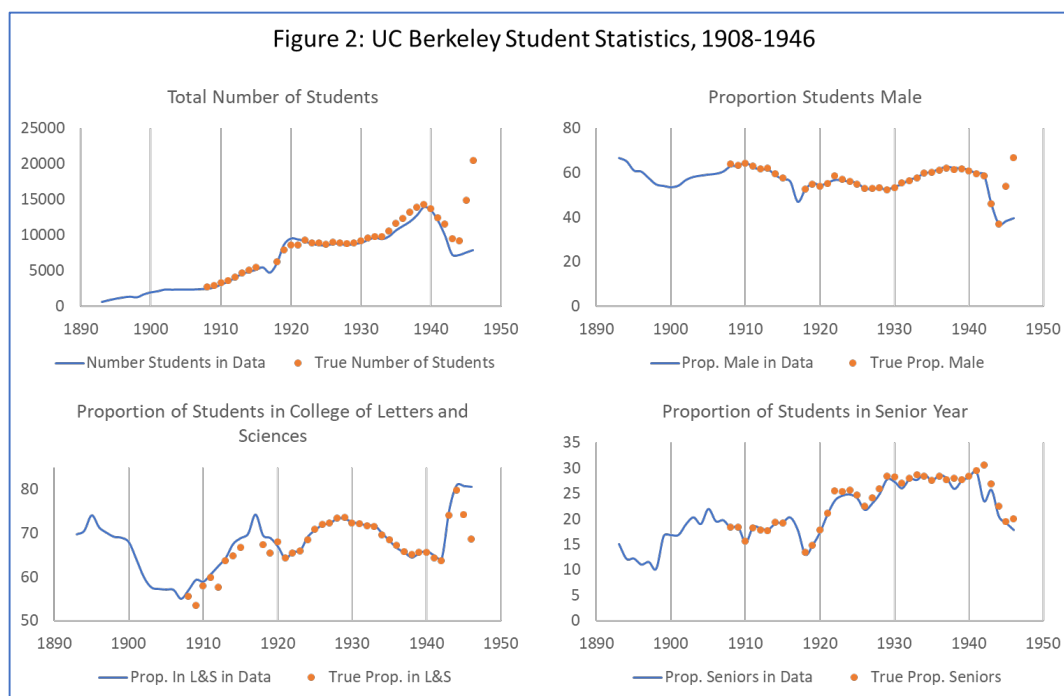 Figure 2: UC Berkeley Student Statistics, 1908-1946
Total Number of Students
25000
20000
15000
10000
5000
0
1890 1900 1910 1920 1930 1940 1950
Number Students in Data True Number of Students
Proportion Students Male
80
60
40
20
0
1890 1900 1910 1920 1930 1940 1950
Prop. Male in Data True Prop. Male
Proportion of Students in College of Letters and
Sciences
80
70
60
50
1890 1900 1910 1920 1930 1940 1950
Prop. In L&S in Data True Prop. in L&S
Proportion of Students in Senior Year
35
30
25
20
15
10
5
0
1890 1900 1910 1920 1930 1940 1950
Prop. Seniors in Data True Prop. Seniors